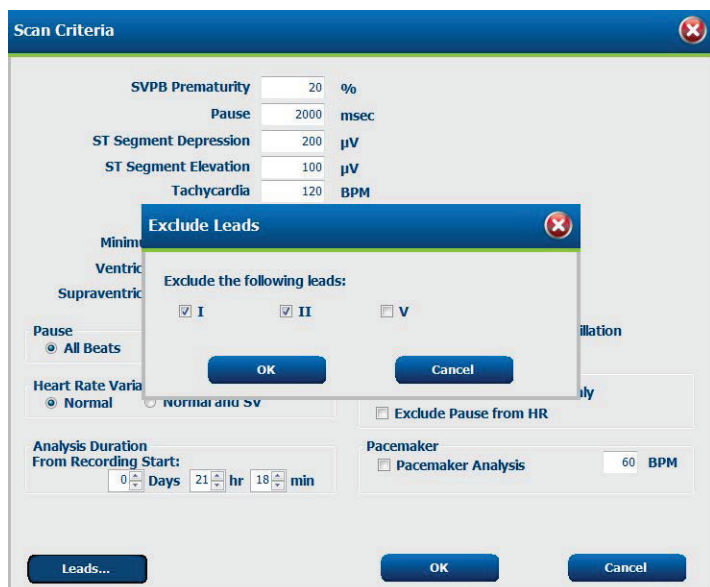 Scan Criteria
SVPB Prematurity 20 %
Pause 2000 msec
ST Segment Depression 200 µV
ST Segment Elevation 100 µV
Tachycardia 120 BPM
Exclude Leads
Exclude the following leads:
I II V
OK Cancel
Pause
All Beats
Heart Rate
Normal Normal and SV
Exclude Pause from HR
Analysis Duration
From Recording Start:
0 Days 21 hr 18 min
Pacemaker
Pacemaker Analysis 60 BPM
Leads... OK Cancel